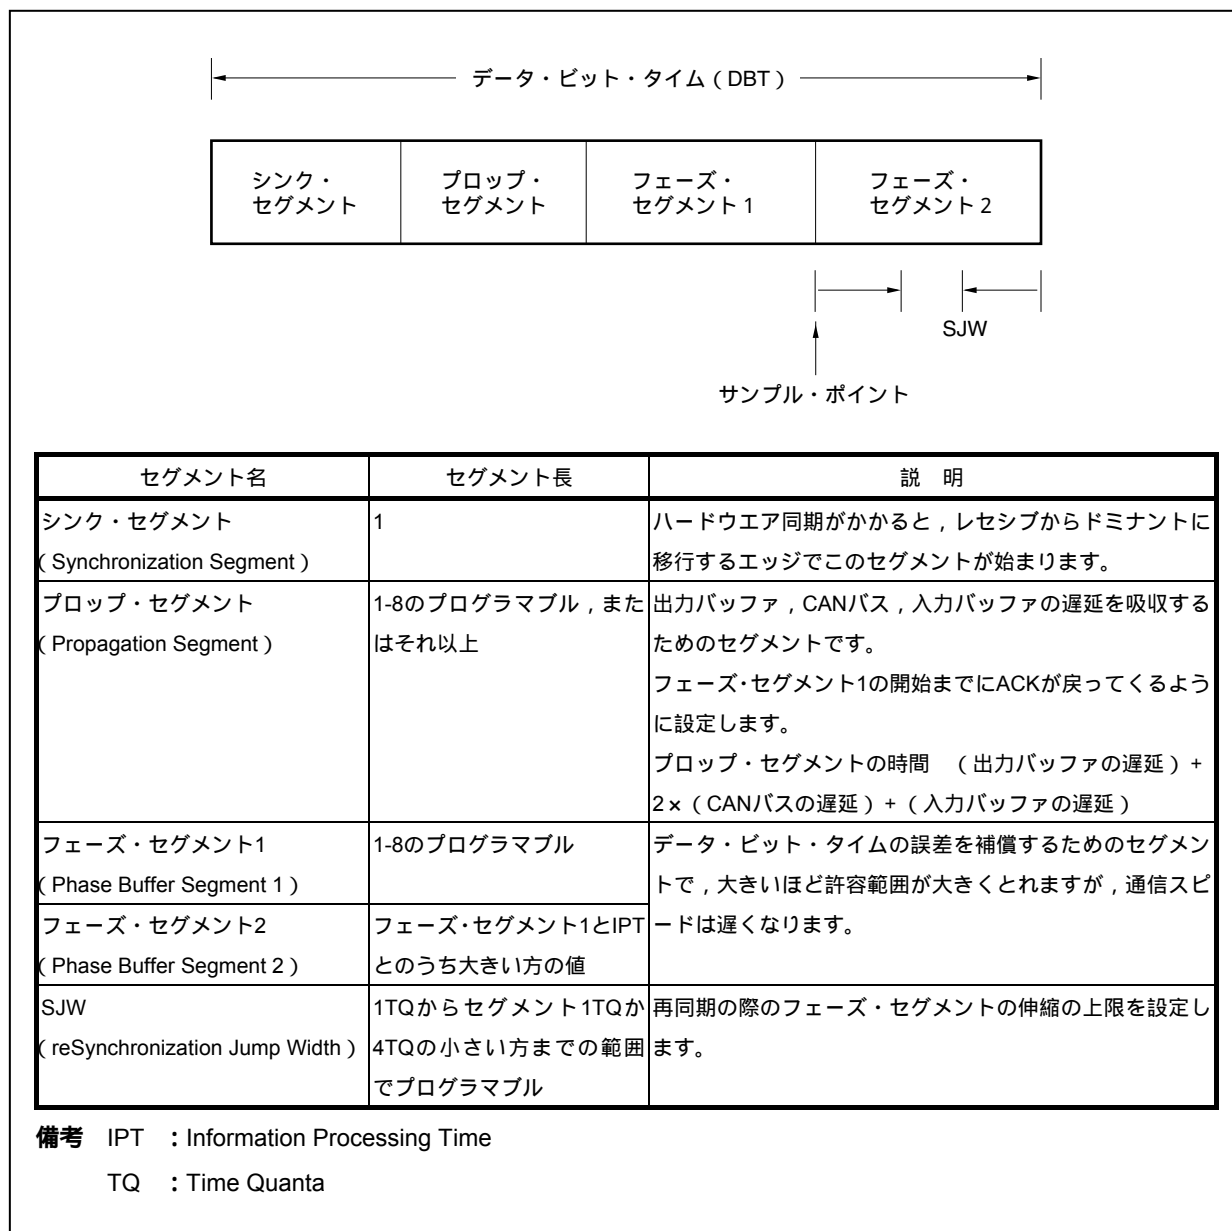 データ・ビット・タイム（DBT）
シンク・
セグメント
プロップ・
セグメント
フェーズ・
セグメント1
フェーズ・
セグメント2
SJW
サンプル・ポイント
セグメント名
セグメント長
説　明
シンク・セグメント
（Synchronization Segment）
1
ハードウエア同期がかかると，レセシブからドミナントに
移行するエッジでこのセグメントが始まります。
プロップ・セグメント
（Propagation Segment）
1-8のプログラマブル，また
はそれ以上
出力バッファ，CANバス，入力バッファの遅延を吸収する
ためのセグメントです。
フェーズ・セグメント1の開始までにACKが戻ってくるよう
に設定します。
プロップ・セグメントの時間　（出力バッファの遅延）+
2×（CANバスの遅延）+（入力バッファの遅延）
フェーズ・セグメント1
（Phase Buffer Segment 1）
1-8のプログラマブル
データ・ビット・タイムの誤差を補償するためのセグメン
トで，大きいほど許容範囲が大きくとれますが，通信スピ
ードは遅くなります。
フェーズ・セグメント2
（Phase Buffer Segment 2）
フェーズ・セグメント1とIPT
とのうち大きい方の値
SJW
（reSynchronization Jump Width）
1TQからセグメント1TQか
4TQの小さい方までの範囲
でプログラマブル
再同期の際のフェーズ・セグメントの伸縮の上限を設定し
ます。
備考　IPT　：Information Processing Time
TQ　：Time Quanta